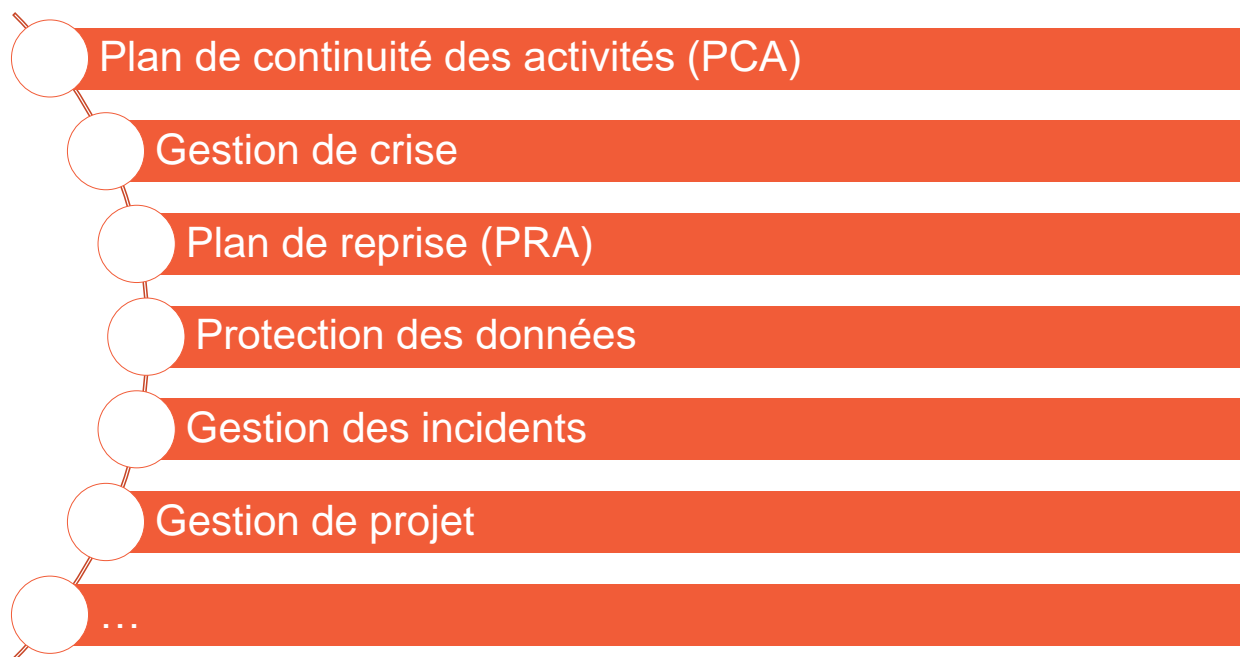 Plan de continuité des activités (PCA)
Gestion de crise
Plan de reprise (PRA)
Protection des données
Gestion des incidents
Gestion de projet
…